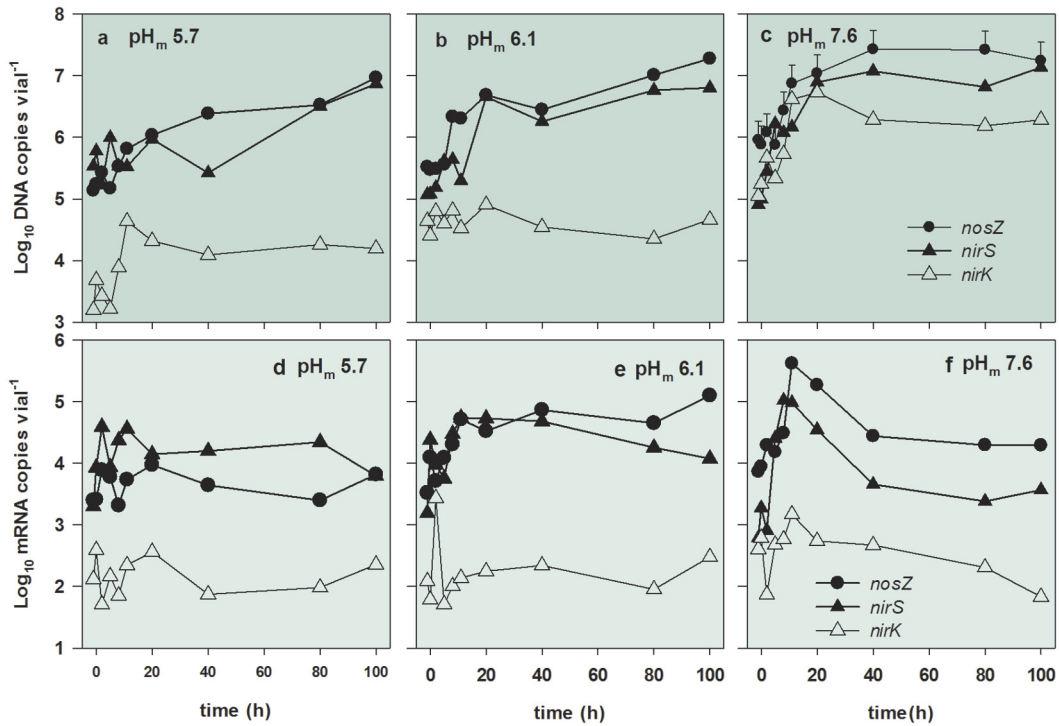 a pHm 5.7
b pHm 6.1
c pHm 7.6
Log10 DNA copies vial-1
8
7
6
5
4
3
nosZ
nirS
nirK
d pHm 5.7
e pHm 6.1
f pHm 7.6
Log10 mRNA copies vial-1
6
5
4
3
2
1
nosZ
nirS
nirK
0 20 40 60 80 100
0 20 40 60 80 100
0 20 40 60 80 100
time (h)
time (h)
time(h)